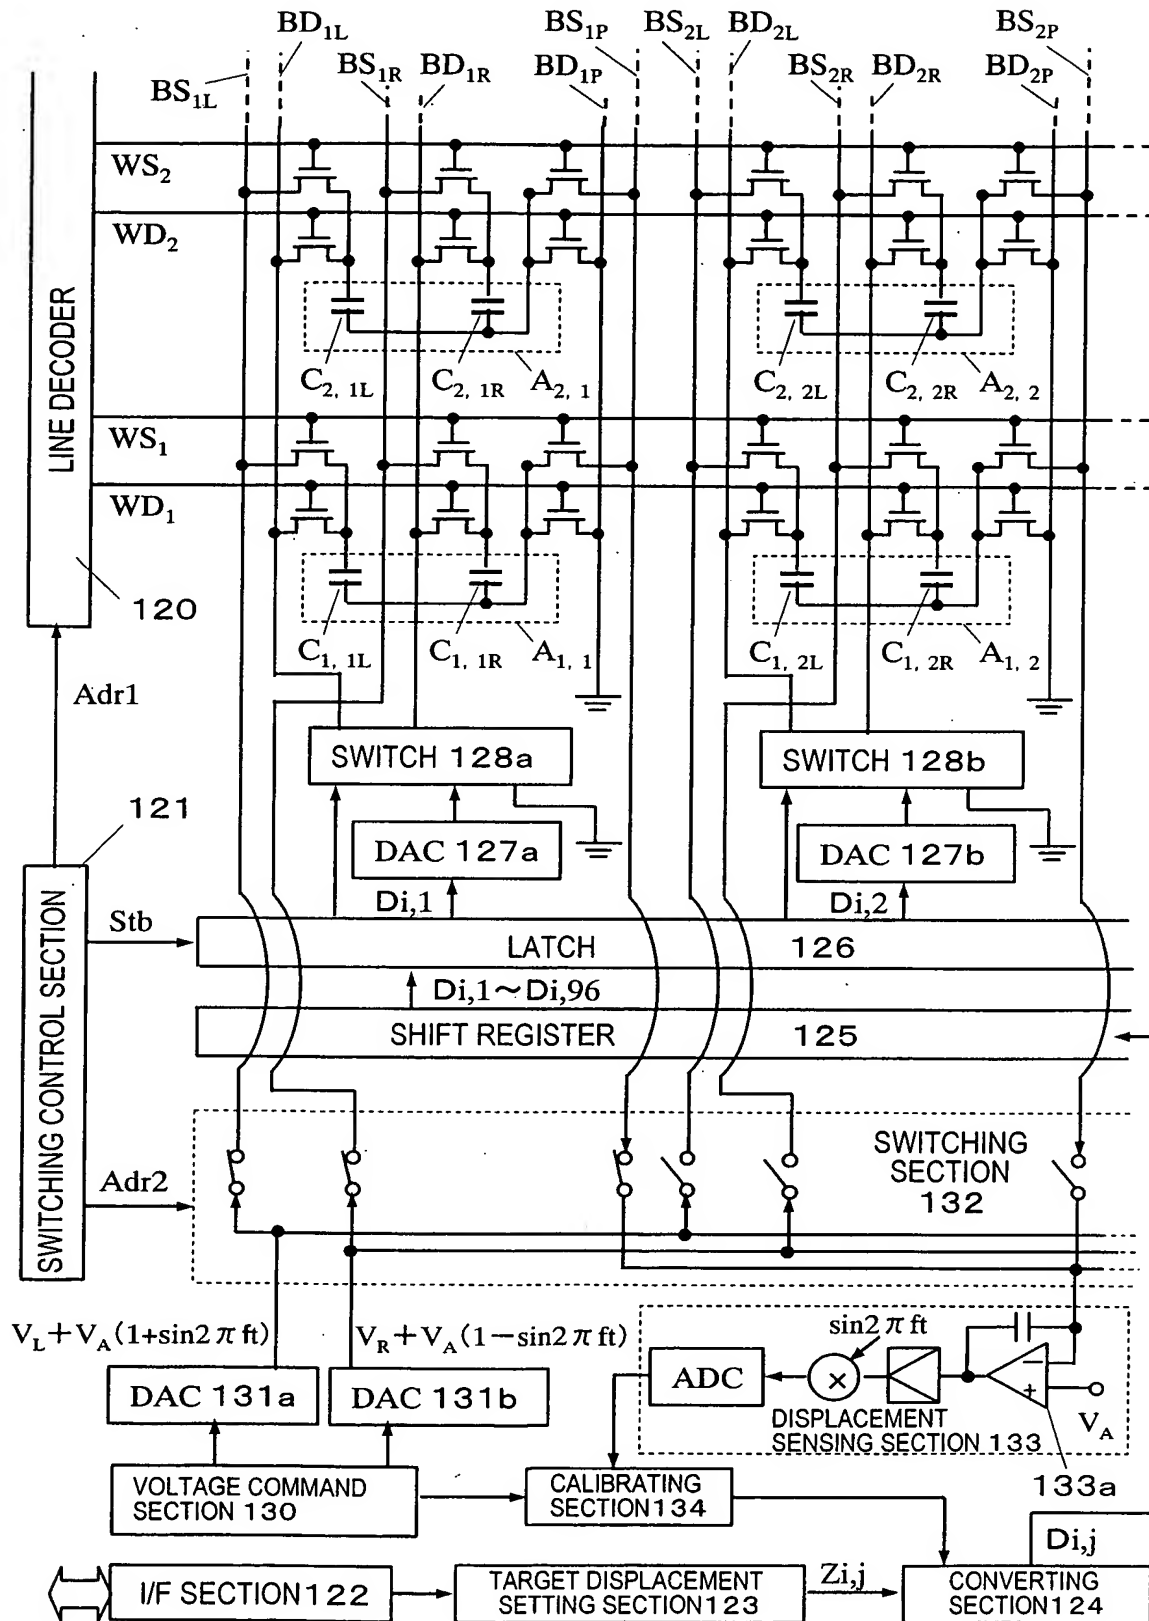 BS1P
BS2L
BD2L
BS2P
BD1L
BS1R
BD1R
BD1P
BS2R
BD2R
BD2P
BS1L
WS2
WD2
C2, 1L
C2, 1R
A2, 1
C2, 2L
C2, 2R
A2, 2
LINE DECODER
WS1
WD1
120
C1, 1L
C1, 1R
A1, 1
C1, 2L
C1, 2R
A1, 2
Adr1
SWITCH 128a
SWITCH 128b
121
DAC 127a
DAC 127b
Di,1
Di,2
Stb
LATCH 126
Di,1~Di,96
SHIFT REGISTER 125
SWITCHING CONTROL SECTION
SWITCHING
SECTION
132
Adr2
VL+VA(1+sin2πft)
VR+VA(1−sin2πft)
sin2πft
DAC 131a
DAC 131b
ADC
×
−
+
VA
DISPLACEMENT
SENSING SECTION 133
133a
VOLTAGE COMMAND
SECTION 130
CALIBRATING
SECTION134
Di,j
I/F SECTION122
TARGET DISPLACEMENT
SETTING SECTION123
Zi,j
CONVERTING
SECTION124